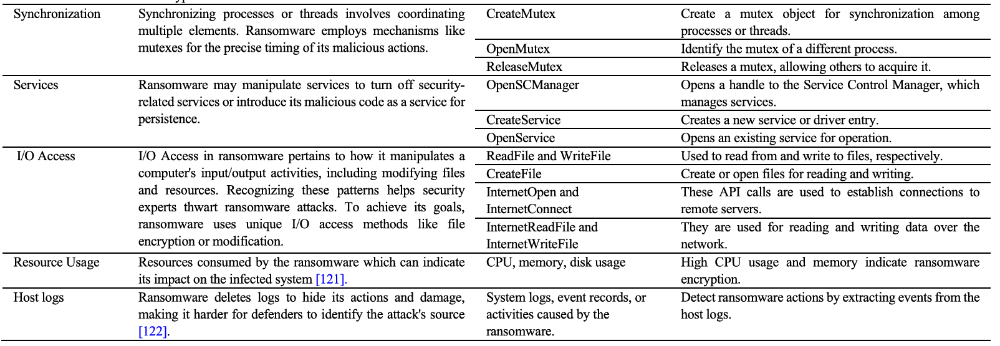 Synchronization
Synchronizing processes or threads involves coordinating
multiple elements. Ransomware employs mechanisms like
mutexes for the precise timing of its malicious actions.
CreateMutex
Create a mutex object for synchronization among
processes or threads.
OpenMutex
Identify the mutex of a different process.
ReleaseMutex
Releases a mutex, allowing others to acquire it.
Services
Ransomware may manipulate services to turn off security-
related services or introduce its malicious code as a service for
persistence.
OpenSCManager
Opens a handle to the Service Control Manager, which
manages services.
CreateService
Creates a new service or driver entry.
OpenService
Opens an existing service for operation.
I/O Access
I/O Access in ransomware pertains to how it manipulates a
computer's input/output activities, including modifying files
and resources. Recognizing these patterns helps security
experts thwart ransomware attacks. To achieve its goals,
ransomware uses unique I/O access methods like file
encryption or modification.
ReadFile and WriteFile
Used to read from and write to files, respectively.
CreateFile
Create or open files for reading and writing.
InternetOpen and
InternetConnect
These API calls are used to establish connections to
remote servers.
InternetReadFile and
InternetWriteFile
They are used for reading and writing data over the
network.
Resource Usage
Resources consumed by the ransomware which can indicate
its impact on the infected system [121].
CPU, memory, disk usage
High CPU usage and memory indicate ransomware
encryption.
Host logs
Ransomware deletes logs to hide its actions and damage,
making it harder for defenders to identify the attack's source
[122].
System logs, event records, or
activities caused by the
ransomware.
Detect ransomware actions by extracting events from the
host logs.